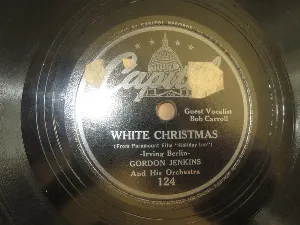 Capitol
Guest Vocalist
Bob Carroll
WHITE CHRISTMAS
(From Paramount Film "Holiday Inn")
-Irving Berlin-
GORDON JENKINS
And His Orchestra
124